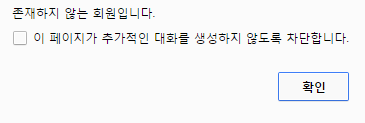 존재하지 않는 회원입니다.
이 페이지가 추가적인 대화를 생성하지 않도록 차단합니다.
확인